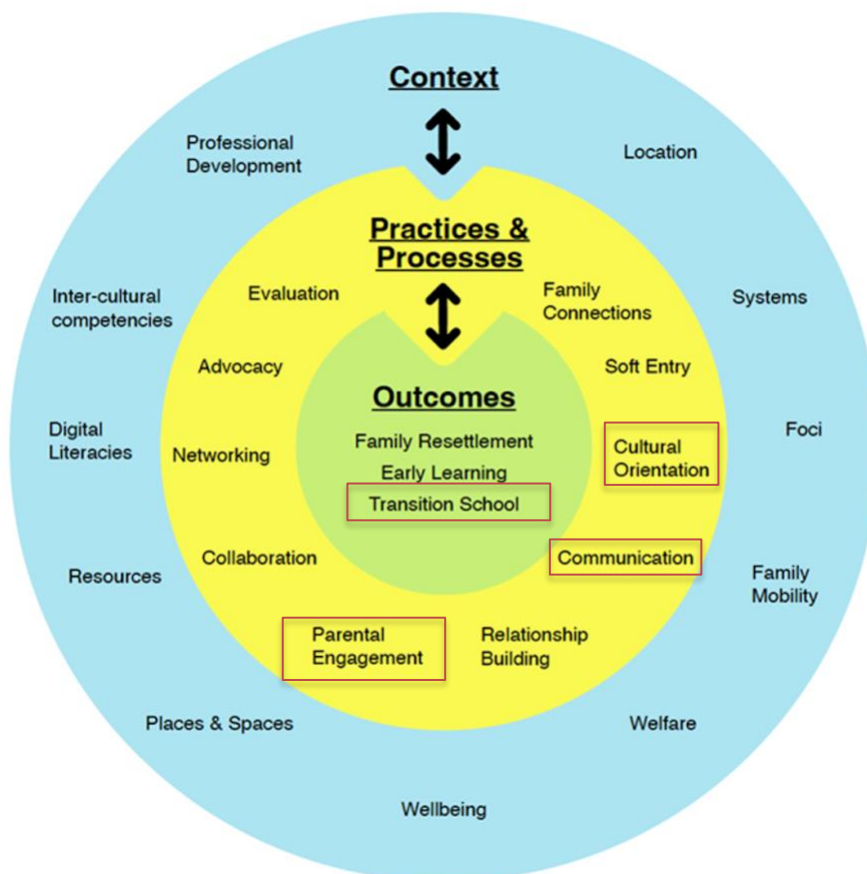 Context
Professional
Development
Location
Inter-cultural
competencies
Systems
Digital
Literacies
Foci
Resources
Family
Mobility
Places & Spaces
Welfare
Wellbeing
Practices &
Processes
Evaluation
Family
Connections
Advocacy
Soft Entry
Networking
Cultural
Orientation
Collaboration
Communication
Parental
Engagement
Relationship
Building
Outcomes
Family Resettlement
Early Learning
Transition School